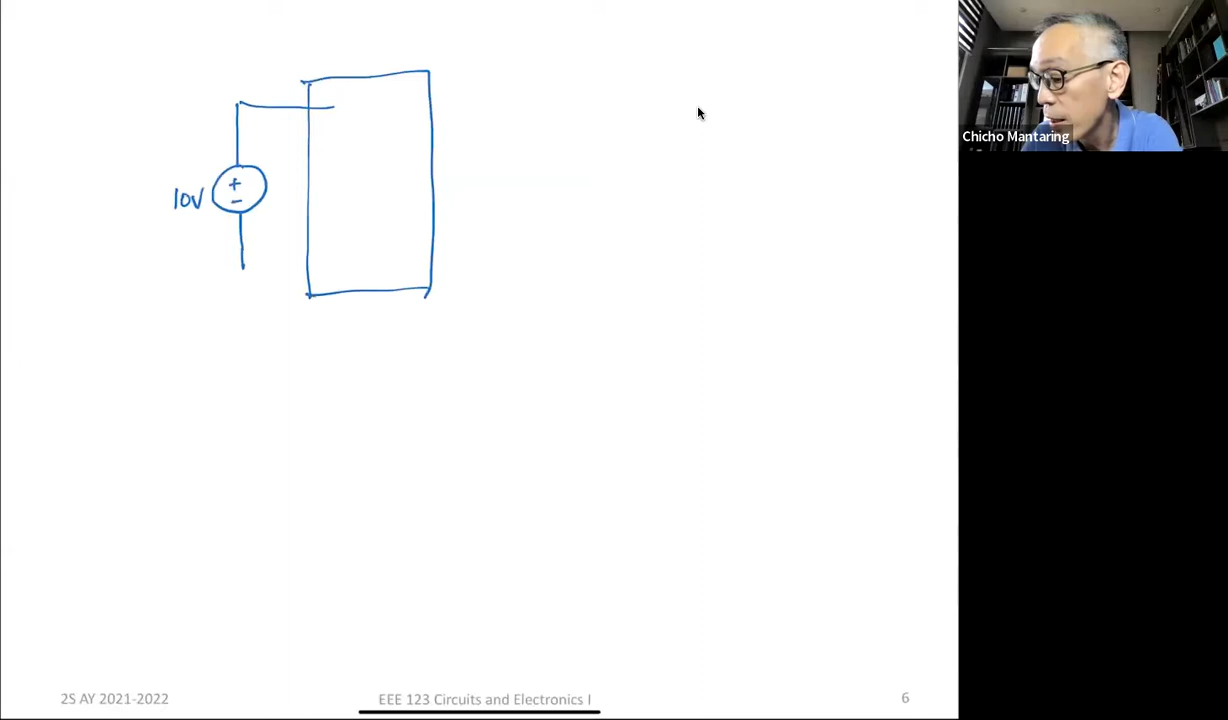 Chicho Mantaring
10V
+
-
2S AY 2021-2022
EEE 123 Circuits and Electronics I
6